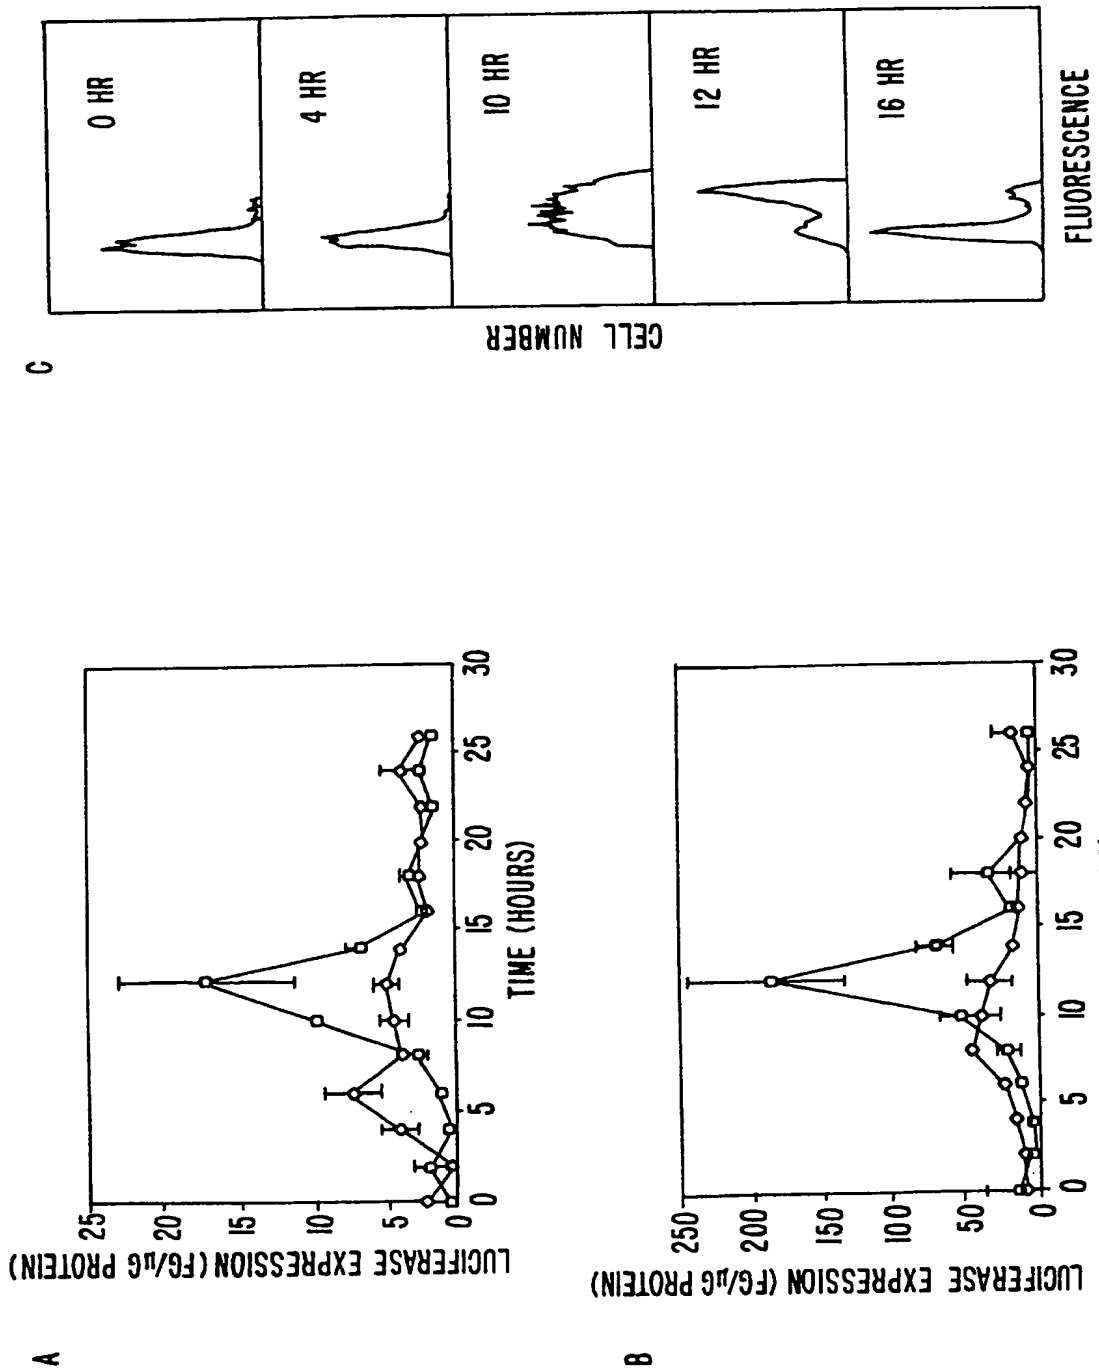 A
LUCIFERASE EXPRESSION (FG/µG PROTEIN)
25
20
15
10
5
0
0
5
10
15
20
25
30
TIME (HOURS)
B
LUCIFERASE EXPRESSION (FG/µG PROTEIN)
250
200
150
100
50
0
0
5
10
15
20
25
30
C
CELL NUMBER
0 HR
4 HR
10 HR
12 HR
16 HR
FLUORESCENCE